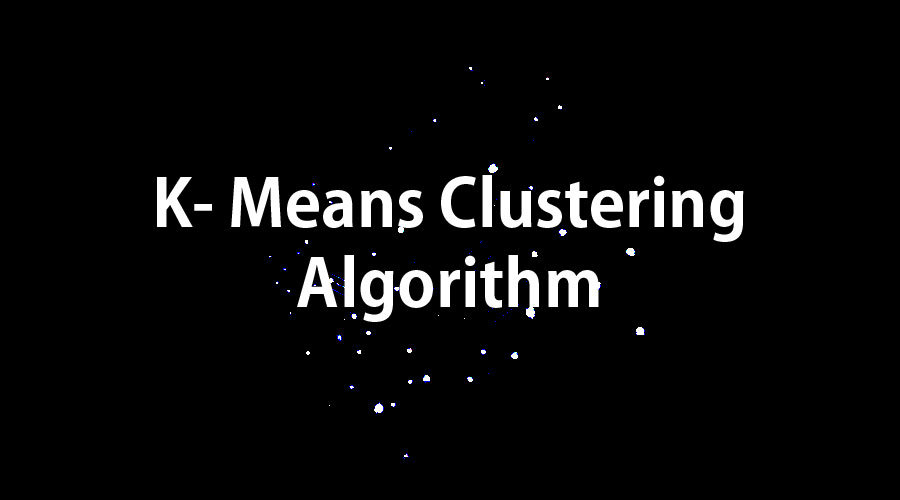 K- Means Clustering
Algorithm